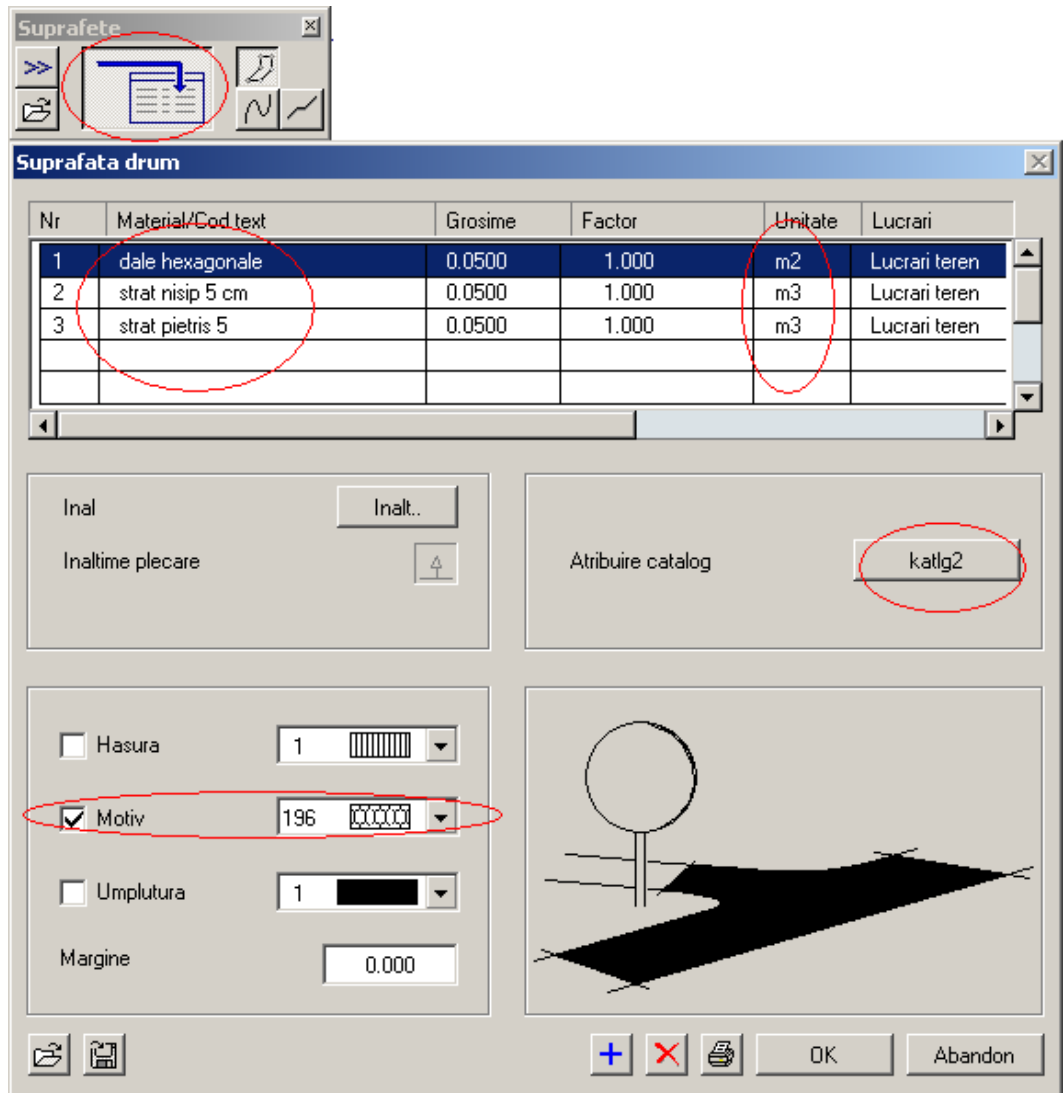 Suprafete
>>
Suprafata drum
Nr Material/Cod text Grosime Factor Unitate Lucrari
1 dale hexagonale 0.0500 1.000 m2 Lucrari teren
2 strat nisip 5 cm 0.0500 1.000 m3 Lucrari teren
3 strat pietris 5 0.0500 1.000 m3 Lucrari teren
Inal Inalt..
Inaltime plecare
Atribuire catalog katlg2
Hasura 1
Motiv 196
Umplutura 1
Margine 0.000
OK Abandon